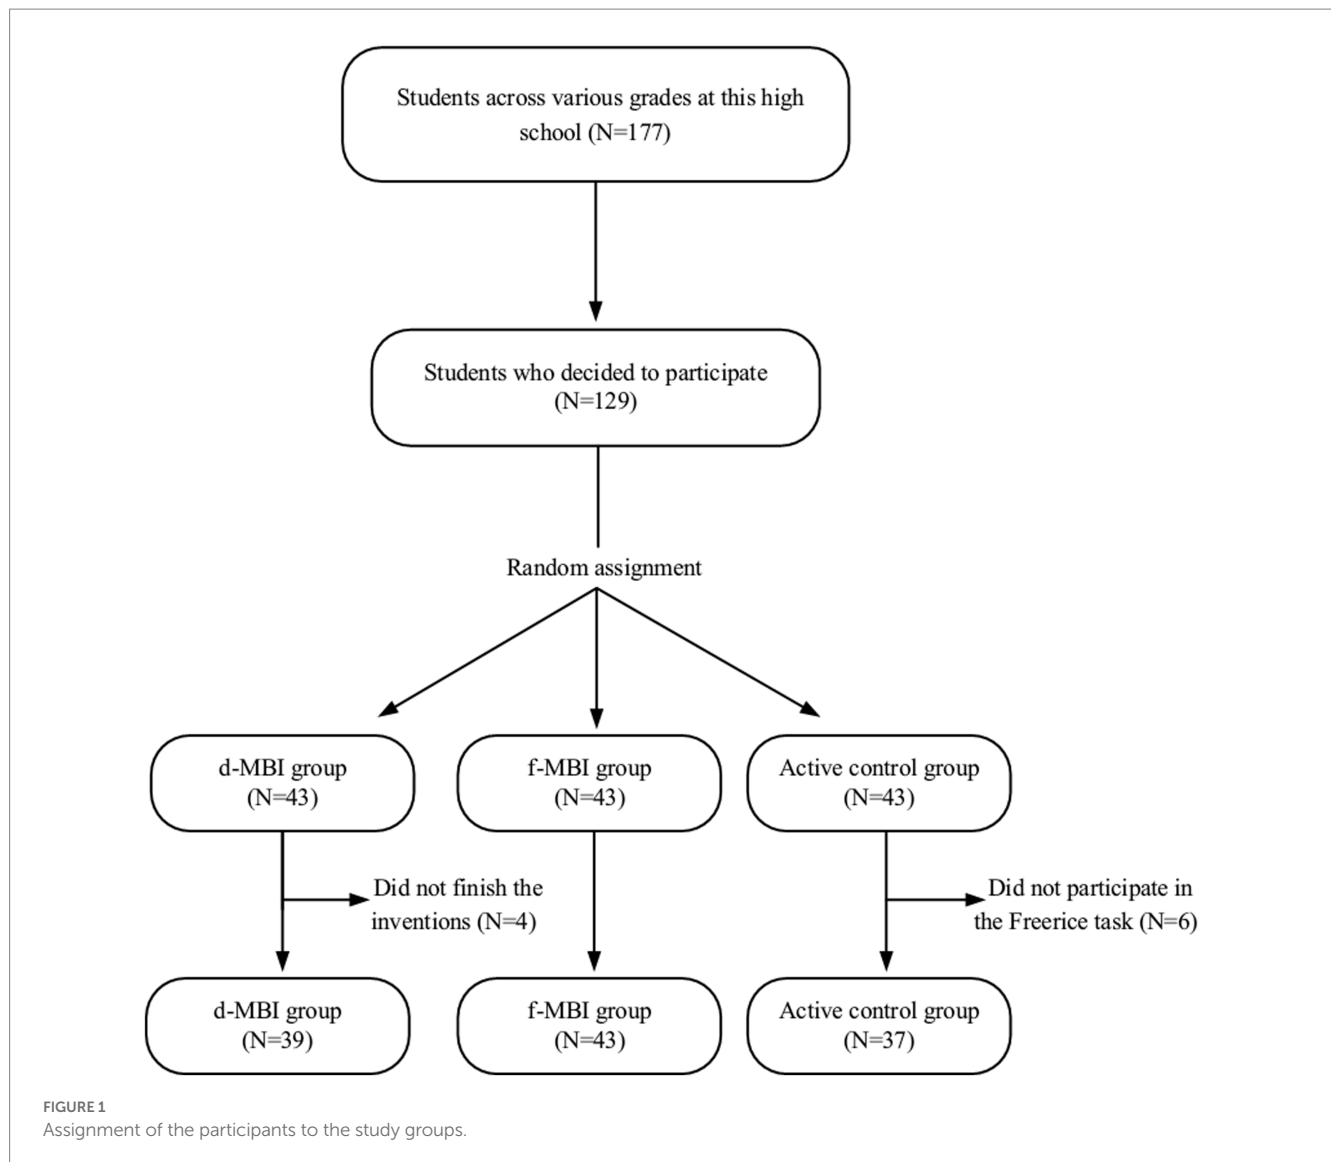 Students across various grades at this high
school (N=177)
Students who decided to participate
(N=129)
Random assignment
d-MBI group
(N=43)
f-MBI group
(N=43)
Active control group
(N=43)
Did not finish the
inventions (N=4)
Did not participate in
the Freerice task (N=6)
d-MBI group
(N=39)
f-MBI group
(N=43)
Active control group
(N=37)
FIGURE 1
Assignment of the participants to the study groups.